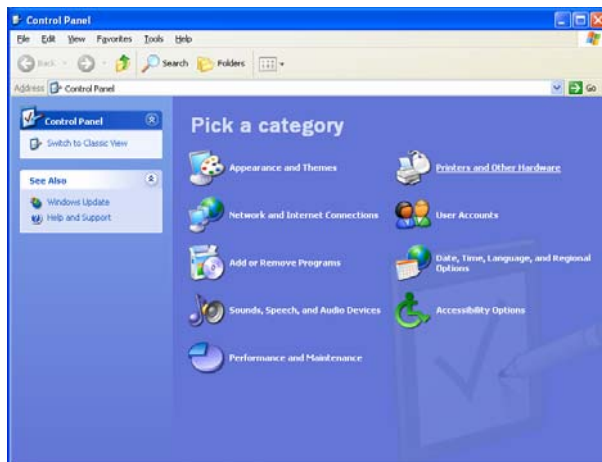 Control Panel
File Edit View Favorites Tools Help
Back Search Folders
Address Control Panel Go
Control Panel
Switch to Classic View
See Also
Windows Update
Help and Support
Pick a category
Appearance and Themes
Printers and Other Hardware
Network and Internet Connections
User Accounts
Add or Remove Programs
Date, Time, Language, and Regional
Options
Sounds, Speech, and Audio Devices
Accessibility Options
Performance and Maintenance